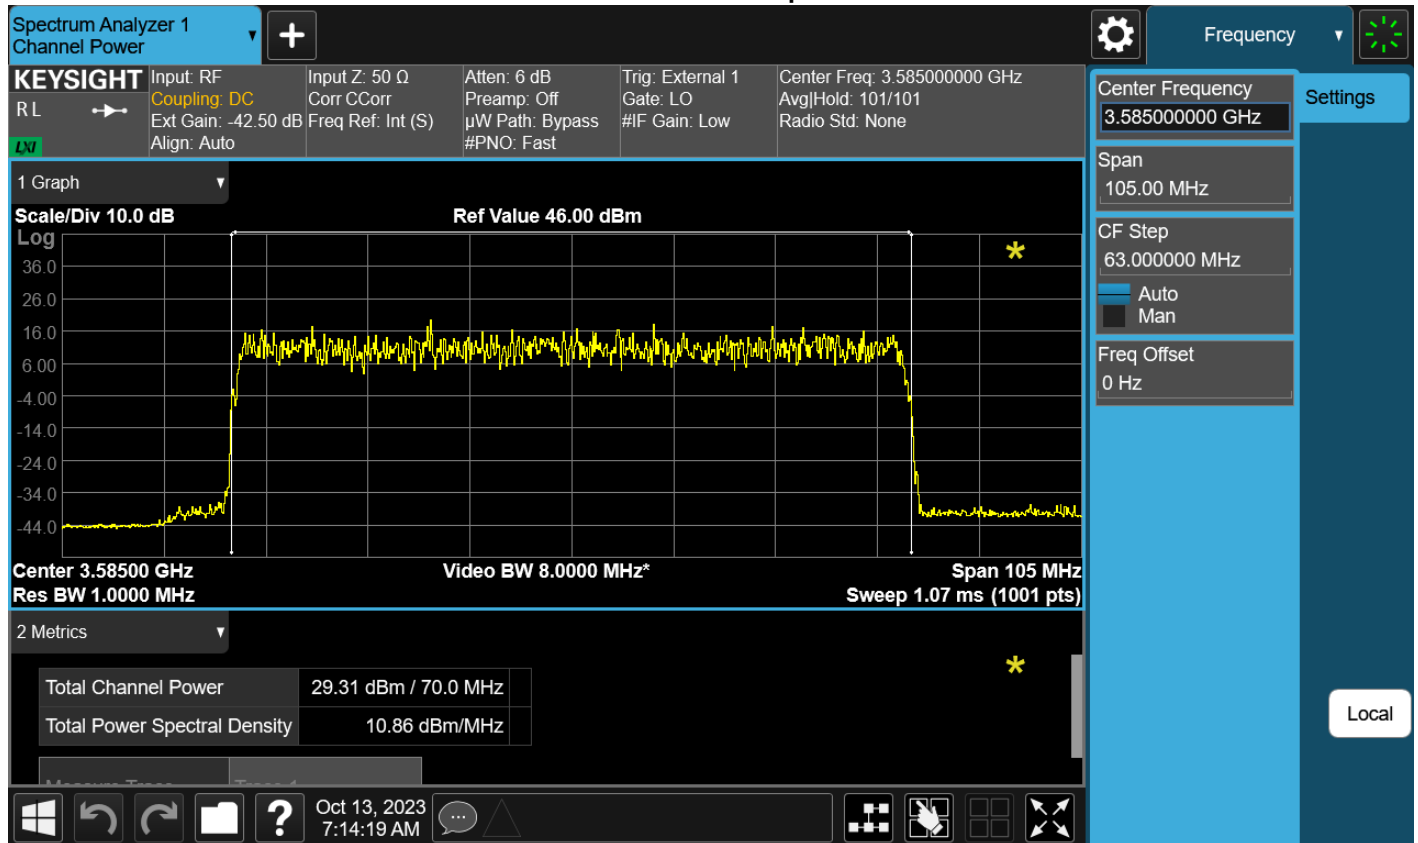 Spectrum Analyzer 1
Channel Power
+
Frequency
KEYSIGHT
R L
LXI
Input: RF
Coupling: DC
Ext Gain: -42.50 dB
Align: Auto
Input Z: 50 Ω
Corr CCorr
Freq Ref: Int (S)
Atten: 6 dB
Preamp: Off
µW Path: Bypass
#PNO: Fast
Trig: External 1
Gate: LO
#IF Gain: Low
Center Freq: 3.585000000 GHz
Avg|Hold: 101/101
Radio Std: None
Center Frequency
3.585000000 GHz
Settings
Span
105.00 MHz
CF Step
63.000000 MHz
Auto
Man
Freq Offset
0 Hz
1 Graph
Scale/Div 10.0 dB
Ref Value 46.00 dBm
Log
36.0
26.0
16.0
6.00
-4.00
-14.0
-24.0
-34.0
-44.0
*
Center 3.58500 GHz
Video BW 8.0000 MHz*
Span 105 MHz
Res BW 1.0000 MHz
Sweep 1.07 ms (1001 pts)
2 Metrics
*
Total Channel Power 29.31 dBm / 70.0 MHz
Total Power Spectral Density 10.86 dBm/MHz
Local
?
Oct 13, 2023
7:14:19 AM